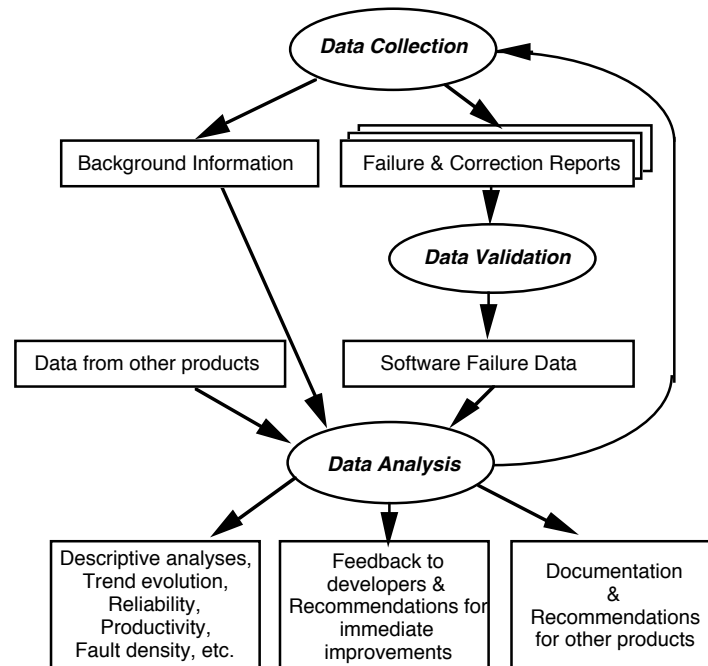 Data Collection
Background Information
Failure & Correction Reports
Data Validation
Data from other products
Software Failure Data
Data Analysis
Descriptive analyses,
Trend evolution,
Reliability,
Productivity,
Fault density, etc.
Feedback to
developers &
Recommendations for
immediate
improvements
Documentation
&
Recommendations
for other products